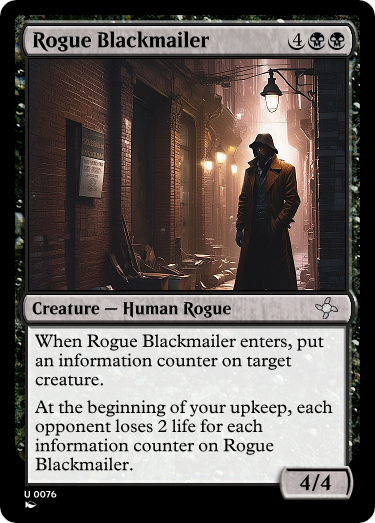 Rogue Blackmailer 4
Creature — Human Rogue
When Rogue Blackmailer enters, put
an information counter on target
creature.
At the beginning of your upkeep, each
opponent loses 2 life for each
information counter on Rogue
Blackmailer.
4/4
U 0076